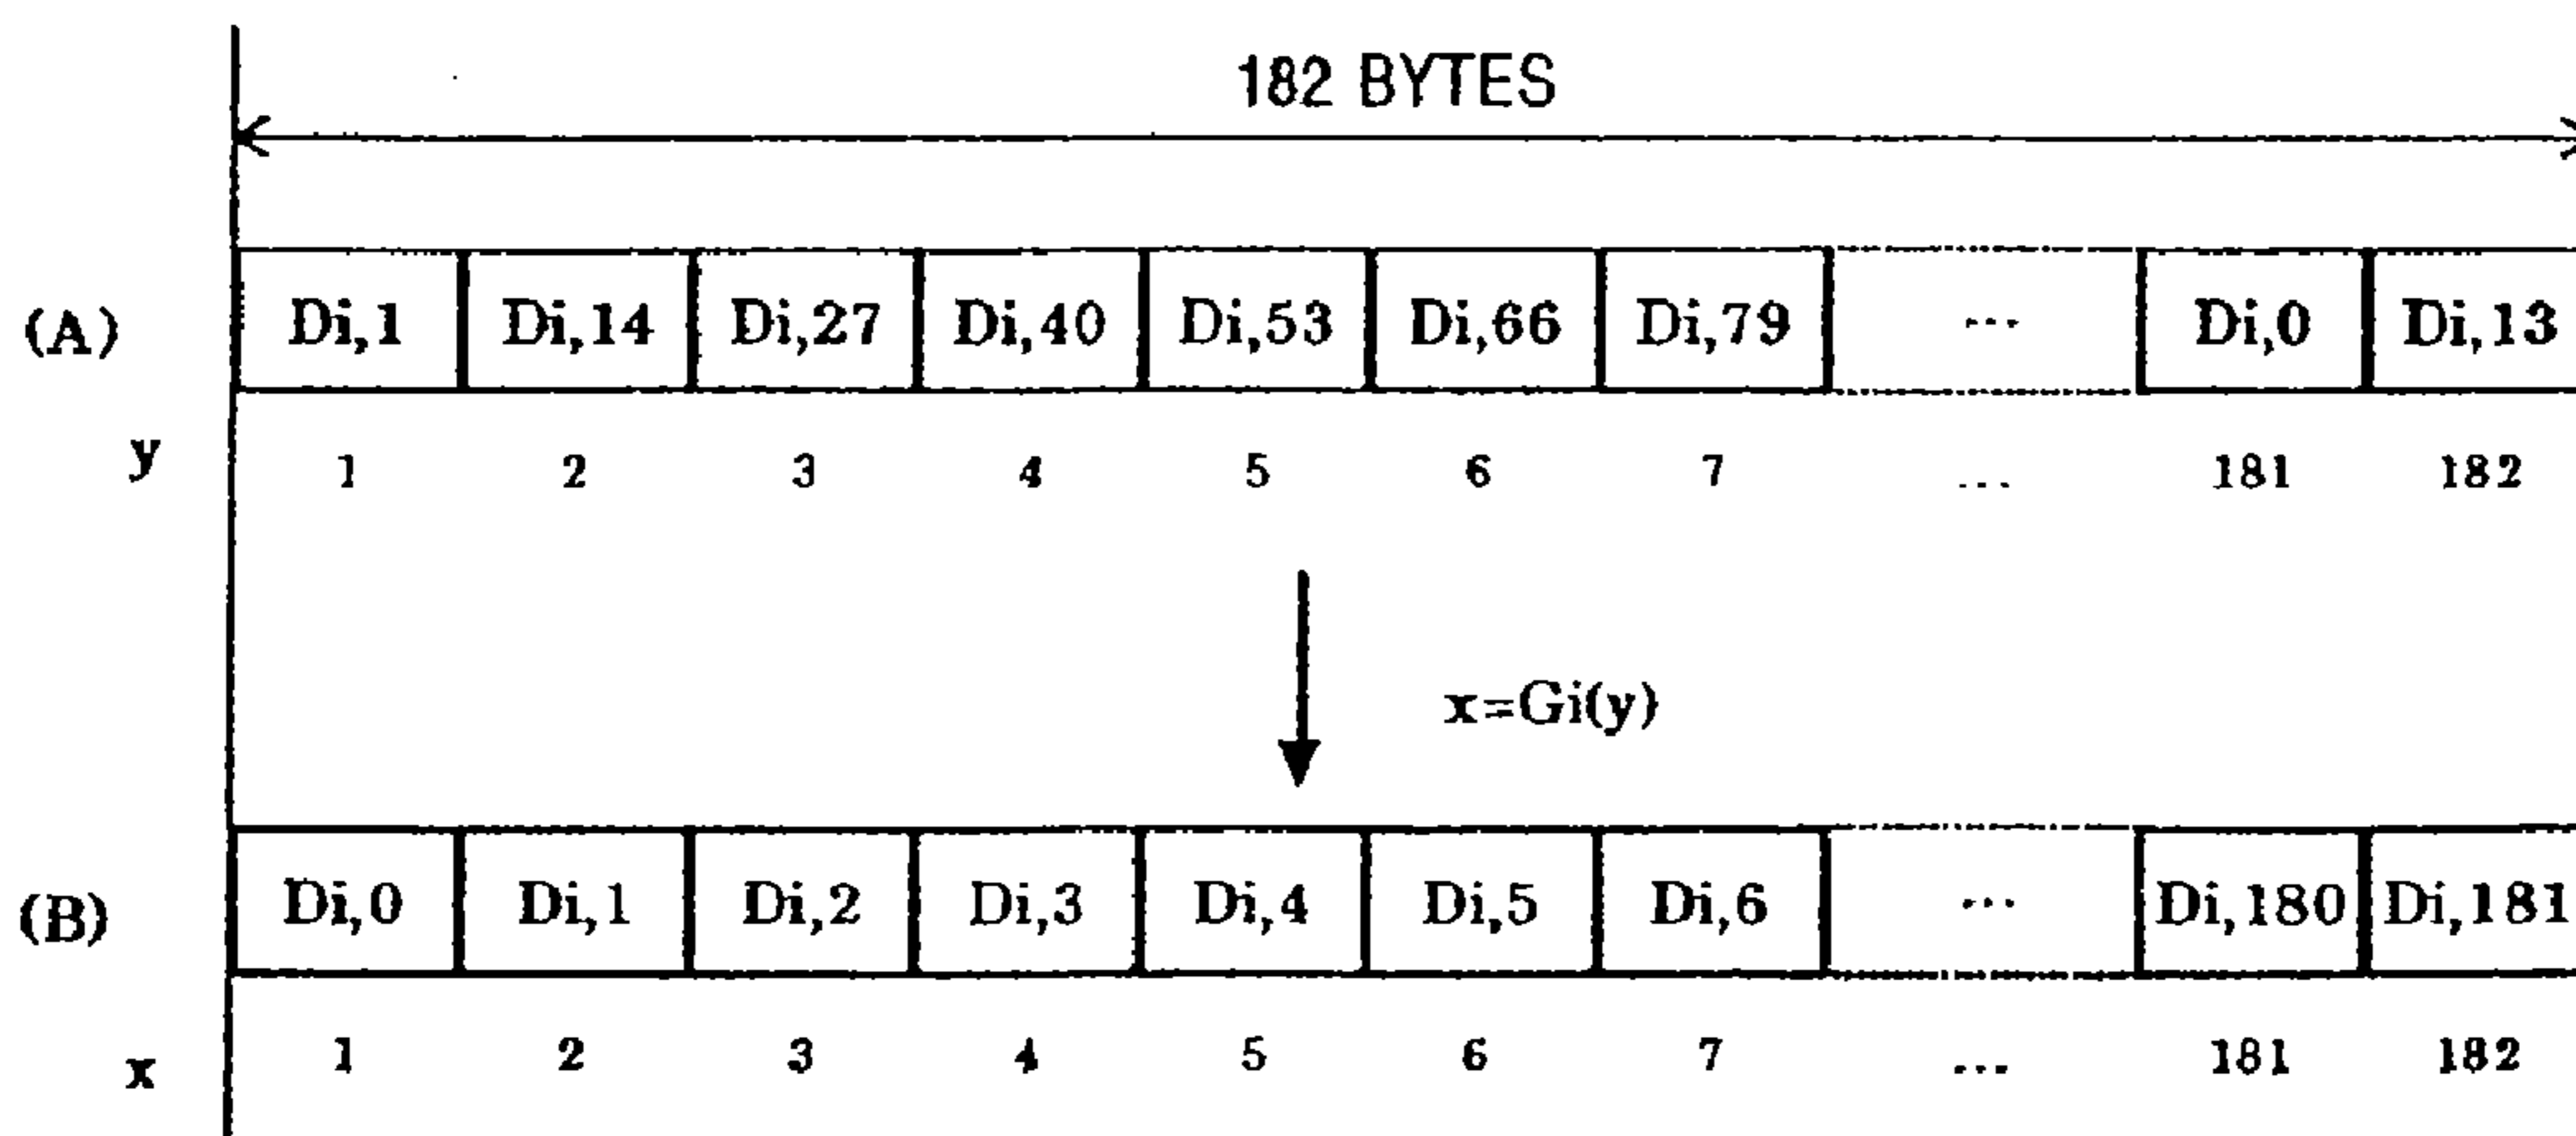 182 BYTES
(A) Di,1 Di,14 Di,27 Di,40 Di,53 Di,66 Di,79 ... Di,0 Di,13
y 1 2 3 4 5 6 7 ... 181 182
x=Gi(y)
(B) Di,0 Di,1 Di,2 Di,3 Di,4 Di,5 Di,6 ... Di,180 Di,181
x 1 2 3 4 5 6 7 ... 181 182